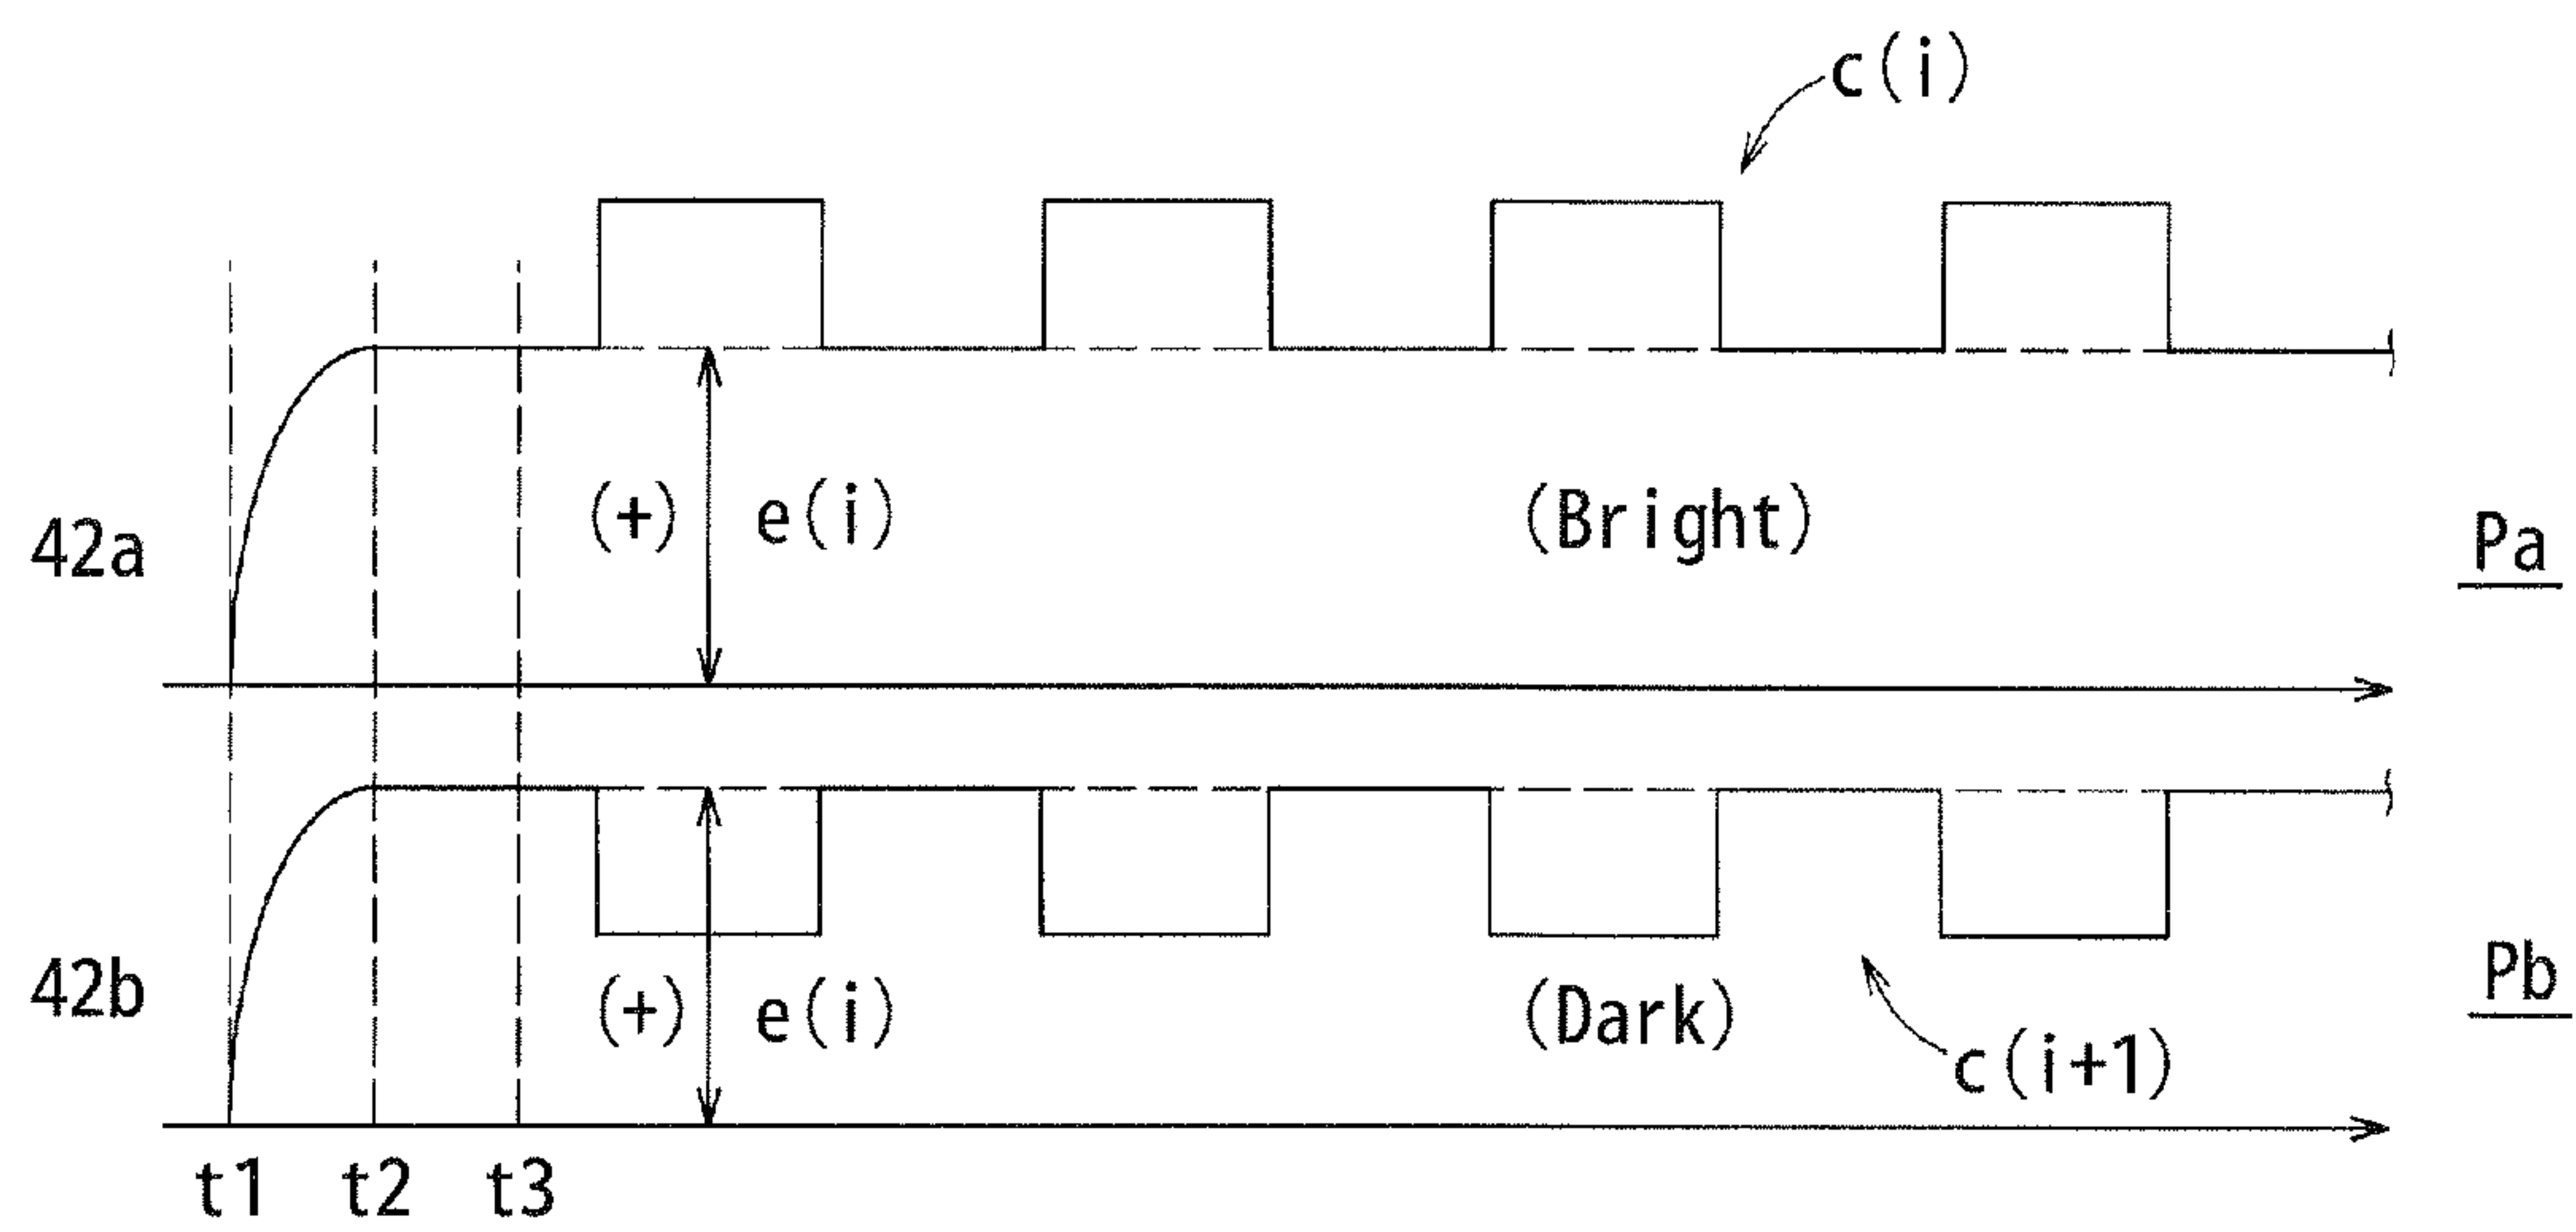 c(i)
42a (+) e(i) (Bright) Pa
42b (+) e(i) (Dark) Pb
c(i+1)
t1 t2 t3